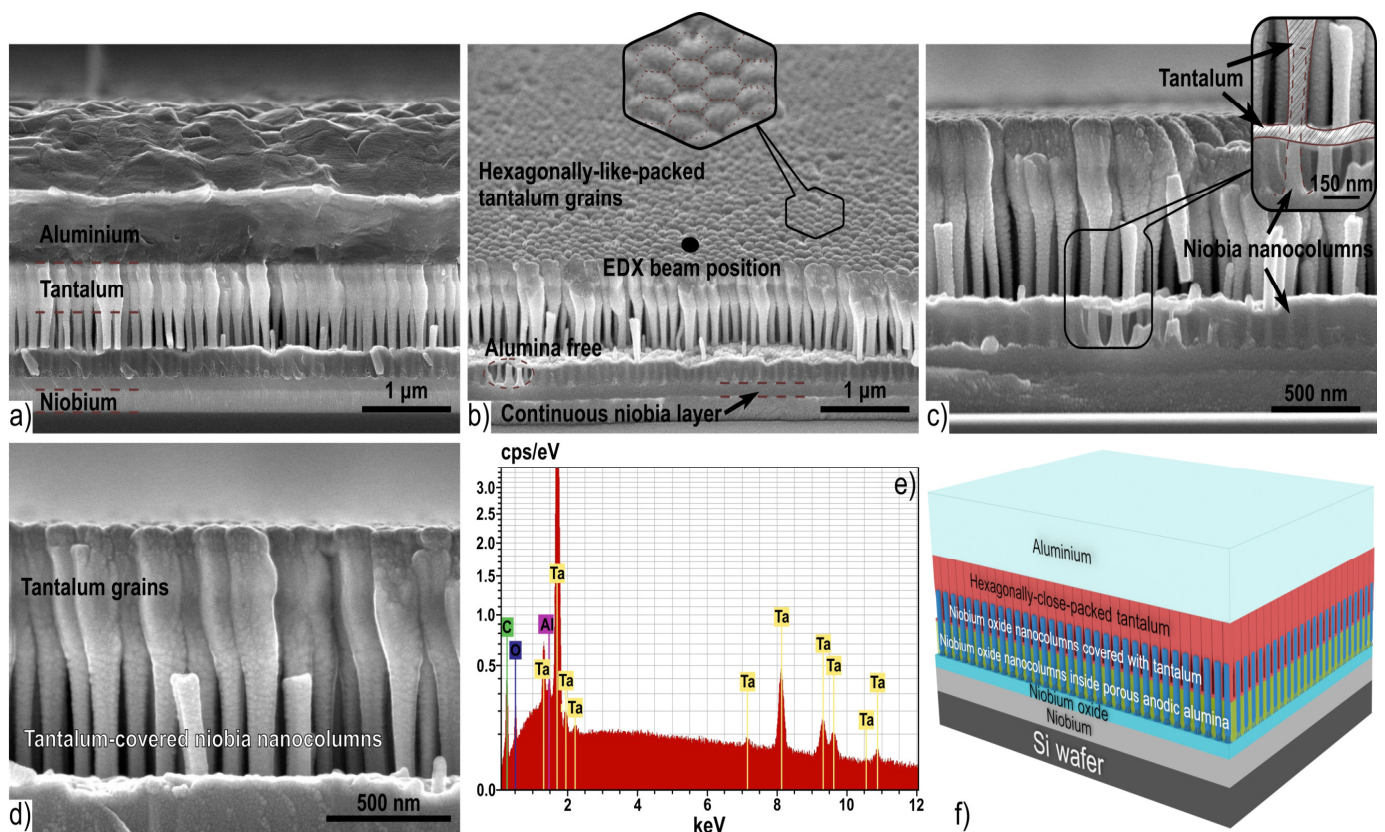 Aluminium
Tantalum
Niobium
1 µm
a)
Hexagonally-like-packed
tantalum grains
EDX beam position
Alumina free
Continuous niobia layer
1 µm
b)
Tantalum
150 nm
Niobia nanocolumns
500 nm
c)
Tantalum grains
Tantalum-covered niobia nanocolumns
500 nm
d)
cps/eV
e)
3.0
2.5
2.0
1.5
1.0
0.5
0.0
C
O
Ta
Al
Ta
Ta
Ta
Ta
Ta
Ta
Ta
Ta
Ta
2
4
6
8
10
12
keV
Aluminium
Hexagonally-close-packed tantalum
Niobium oxide nanocolumns covered with tantalum
Niobium oxide nanocolumns inside porous anodic alumina
Niobium oxide
Niobium
Si wafer
f)